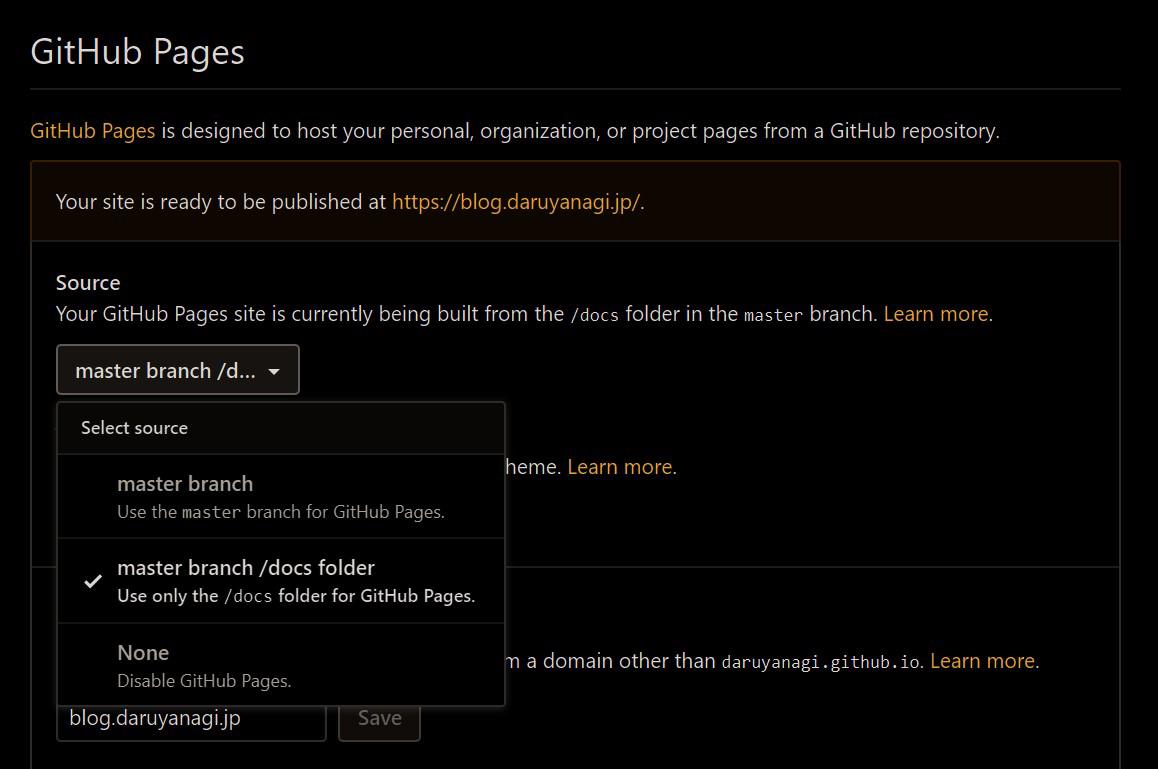 GitHub Pages
GitHub Pages is designed to host your personal, organization, or project pages from a GitHub repository.
Your site is ready to be published at https://blog.daruyanagi.jp/.
Source
Your GitHub Pages site is currently being built from the /docs folder in the master branch. Learn more.
master branch /d...
Select source
master branch
Use the master branch for GitHub Pages.
heme. Learn more.
master branch /docs folder
Use only the /docs folder for GitHub Pages.
None
Disable GitHub Pages.
m a domain other than daruyanagi.github.io. Learn more.
blog.daruyanagi.jp
Save